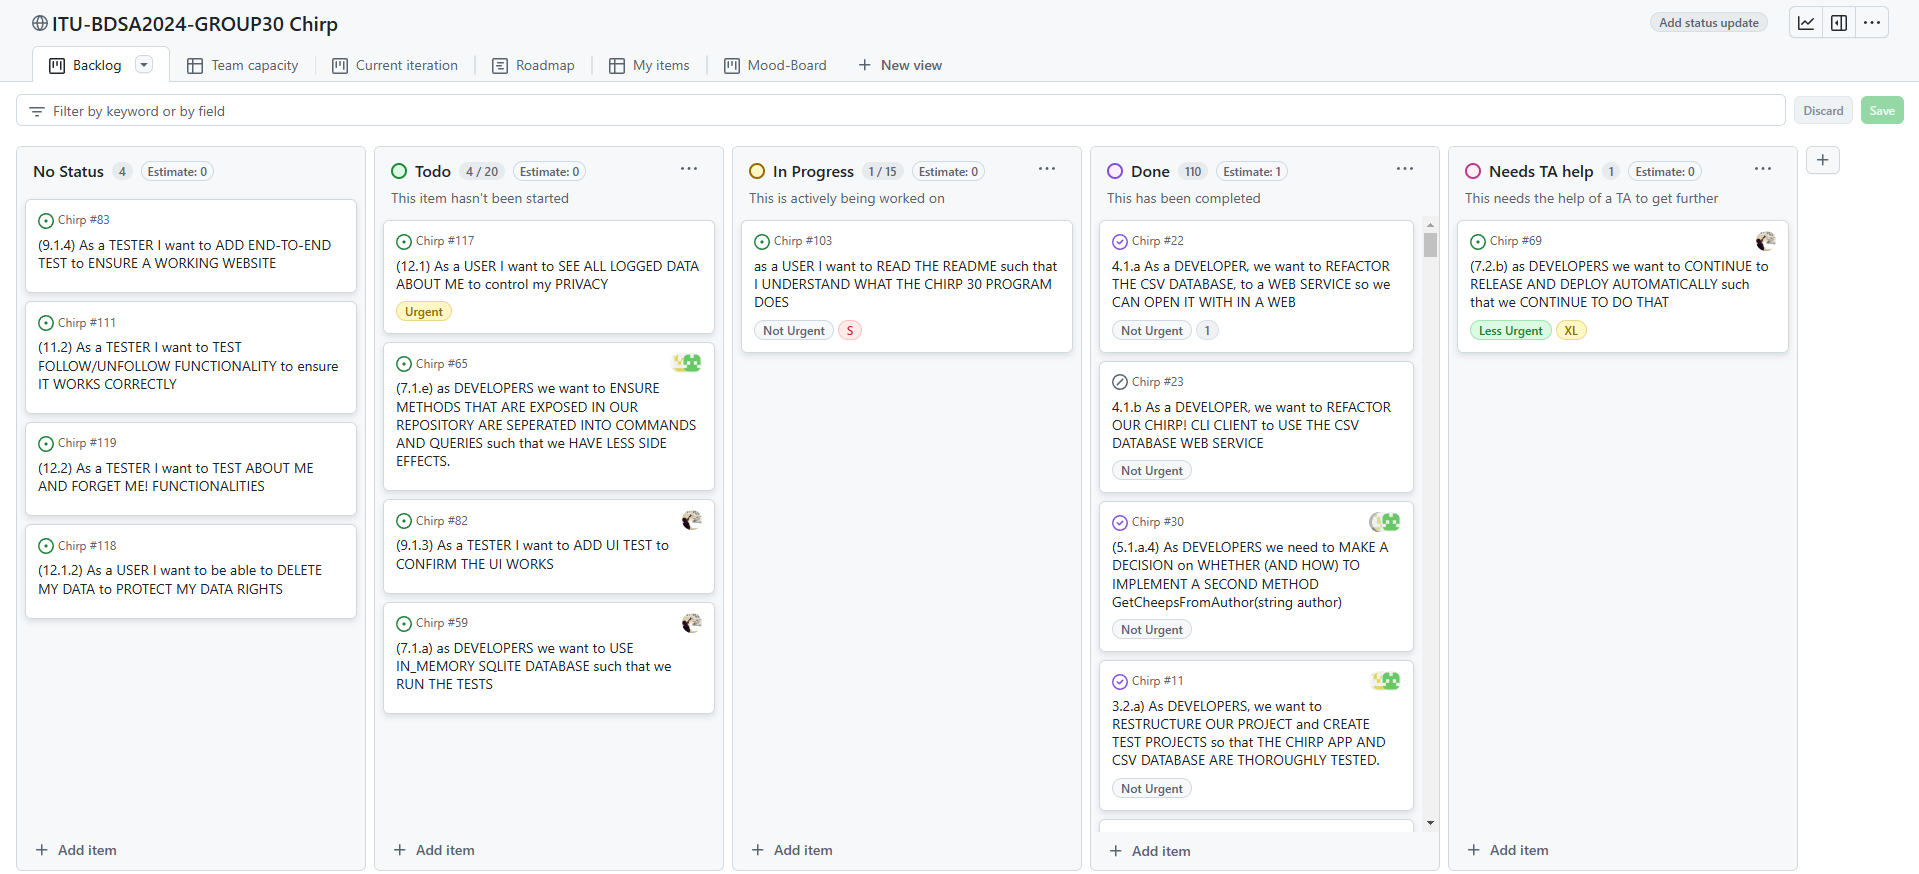 ITU-BDSA2024-GROUP30 Chirp
Add status update
Backlog
Team capacity
Current iteration
Roadmap
My items
Mood-Board
New view
Filter by keyword or by field
Discard
Save
No Status 4 Estimate: 0
Chirp #83
(9.1.4) As a TESTER I want to ADD END-TO-END
TEST to ENSURE A WORKING WEBSITE
Chirp #111
(11.2) As a TESTER I want to TEST
FOLLOW/UNFOLLOW FUNCTIONALITY to ensure
IT WORKS CORRECTLY
Chirp #119
(12.2) As a TESTER I want to TEST ABOUT ME
AND FORGET ME! FUNCTIONALITIES
Chirp #118
(12.1.2) As a USER I want to be able to DELETE
MY DATA to PROTECT MY DATA RIGHTS
Add item
Todo 4 / 20 Estimate: 0
This item hasn't been started
Chirp #117
(12.1) As a USER I want to SEE ALL LOGGED DATA
ABOUT ME to control my PRIVACY
Urgent
Chirp #65
(7.1.e) as DEVELOPERS we want to ENSURE
METHODS THAT ARE EXPOSED IN OUR
REPOSITORY ARE SEPERATED INTO COMMANDS
AND QUERIES such that we HAVE LESS SIDE
EFFECTS.
Chirp #82
(9.1.3) As a TESTER I want to ADD UI TEST to
CONFIRM THE UI WORKS
Chirp #59
(7.1.a) as DEVELOPERS we want to USE
IN_MEMORY SQLITE DATABASE such that we
RUN THE TESTS
Add item
In Progress 1 / 15 Estimate: 0
This is actively being worked on
Chirp #103
as a USER I want to READ THE README such that
I UNDERSTAND WHAT THE CHIRP 30 PROGRAM
DOES
Not Urgent S
Add item
Done 110 Estimate: 1
This has been completed
Chirp #22
4.1.a As a DEVELOPER, we want to REFACTOR
THE CSV DATABASE, to a WEB SERVICE so we
CAN OPEN IT WITH IN A WEB
Not Urgent 1
Chirp #23
4.1.b As a DEVELOPER, we want to REFACTOR
OUR CHIRP! CLI CLIENT to USE THE CSV
DATABASE WEB SERVICE
Not Urgent
Chirp #30
(5.1.a.4) As DEVELOPERS we need to MAKE A
DECISION on WHETHER (AND HOW) TO
IMPLEMENT A SECOND METHOD
GetCheepsFromAuthor(string author)
Not Urgent
Chirp #11
3.2.a) As DEVELOPERS, we want to
RESTRUCTURE OUR PROJECT and CREATE
TEST PROJECTS so that THE CHIRP APP AND
CSV DATABASE ARE THOROUGHLY TESTED.
Not Urgent
Add item
Needs TA help 1 Estimate: 0
This needs the help of a TA to get further
Chirp #69
(7.2.b) as DEVELOPERS we want to CONTINUE to
RELEASE AND DEPLOY AUTOMATICALLY such
that we CONTINUE TO DO THAT
Less Urgent XL
Add item